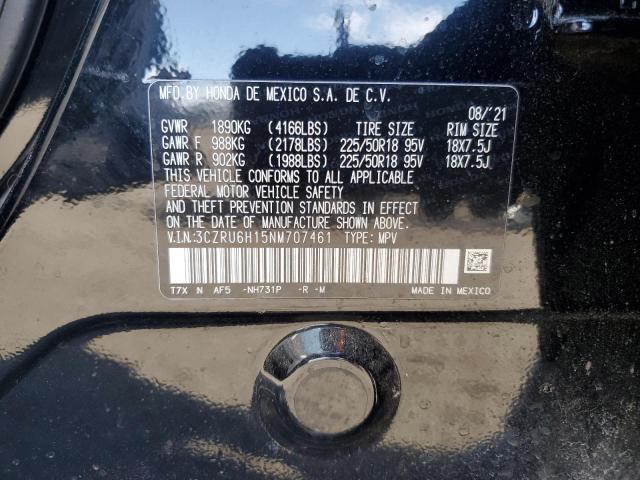 MFD.BY HONDA DE MEXICO S.A. DE C.V.
08/'21
GVWR 1890KG (4166LBS) TIRE SIZE RIM SIZE
GAWR F 988KG (2178LBS) 225/50R18 95V 18X7.5J
GAWR R 902KG (1988LBS) 225/50R18 95V 18X7.5J
THIS VEHICLE CONFORMS TO ALL APPLICABLE
FEDERAL MOTOR VEHICLE SAFETY
AND THEFT PREVENTION STANDARDS IN EFFECT
ON THE DATE OF MANUFACTURE SHOWN ABOVE.
V.I.N.:3CZRU6H15NM707461 TYPE: MPV
T7X N AF5 -NH731P -R -M MADE IN MEXICO